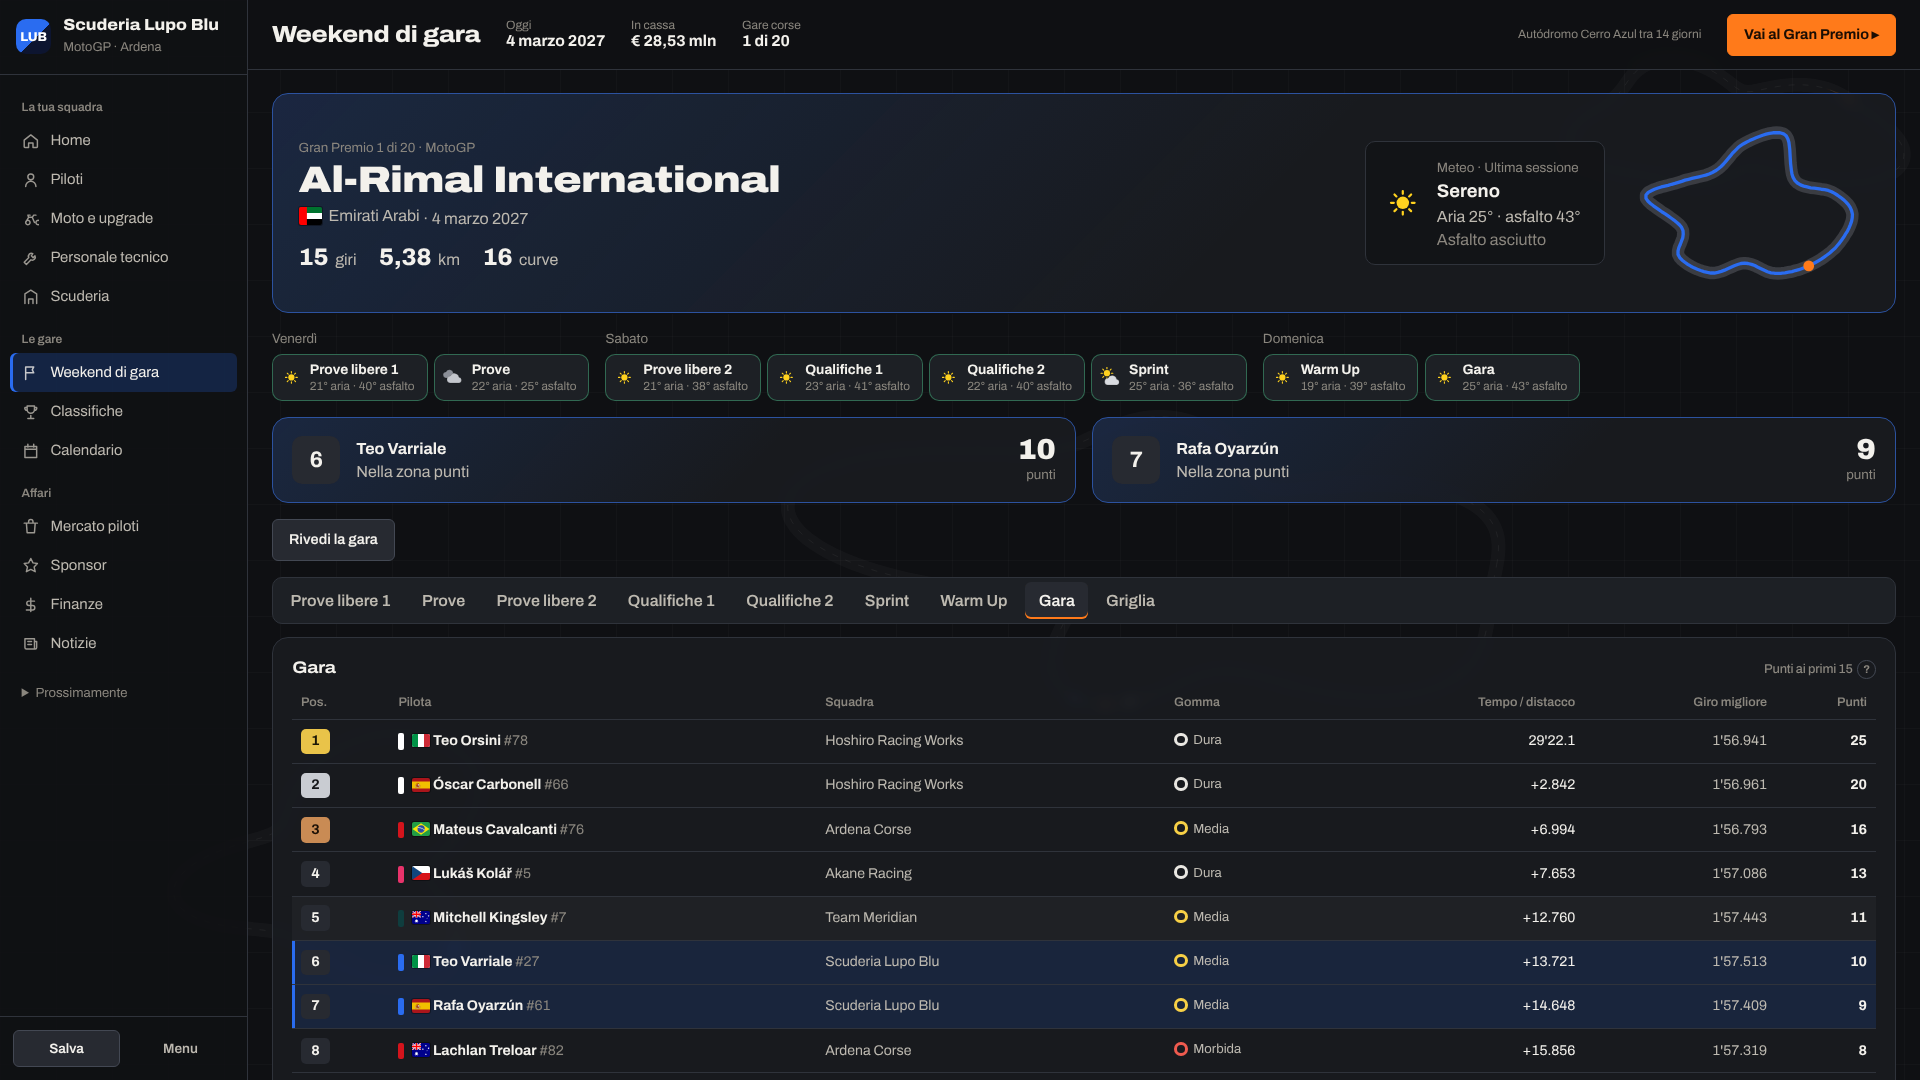 LUB
Scuderia Lupo Blu
MotoGP · Ardena
La tua squadra
Home
Piloti
Moto e upgrade
Personale tecnico
Scuderia
Le gare
Weekend di gara
Classifiche
Calendario
Affari
Mercato piloti
Sponsor
Finanze
Notizie
Prossimamente
Salva
Menu
Weekend di gara
Oggi
4 marzo 2027
In cassa
€ 28,53 mln
Gare corse
1 di 20
Autódromo Cerro Azul tra 14 giorni
Vai al Gran Premio ▸
Gran Premio 1 di 20 · MotoGP
Al-Rimal International
Emirati Arabi · 4 marzo 2027
15 giri 5,38 km 16 curve
Meteo · Ultima sessione
Sereno
Aria 25° · asfalto 43°
Asfalto asciutto
Venerdì
Prove libere 1
21° aria · 40° asfalto
Prove
22° aria · 25° asfalto
Sabato
Prove libere 2
21° aria · 38° asfalto
Qualifiche 1
23° aria · 41° asfalto
Qualifiche 2
22° aria · 40° asfalto
Sprint
25° aria · 36° asfalto
Domenica
Warm Up
19° aria · 39° asfalto
Gara
25° aria · 43° asfalto
6
Teo Varriale
Nella zona punti
10
punti
7
Rafa Oyarzún
Nella zona punti
9
punti
Rivedi la gara
Prove libere 1 Prove Prove libere 2 Qualifiche 1 Qualifiche 2 Sprint Warm Up Gara Griglia
Gara
Punti ai primi 15 ?
Pos. Pilota Squadra Gomma Tempo / distacco Giro migliore Punti
1 Teo Orsini #78 Hoshiro Racing Works Dura 29'22.1 1'56.941 25
2 Óscar Carbonell #66 Hoshiro Racing Works Dura +2.842 1'56.961 20
3 Mateus Cavalcanti #76 Ardena Corse Media +6.994 1'56.793 16
4 Lukáš Kolář #5 Akane Racing Dura +7.653 1'57.086 13
5 Mitchell Kingsley #7 Team Meridian Media +12.760 1'57.443 11
6 Teo Varriale #27 Scuderia Lupo Blu Media +13.721 1'57.513 10
7 Rafa Oyarzún #61 Scuderia Lupo Blu Media +14.648 1'57.409 9
8 Lachlan Treloar #82 Ardena Corse Morbida +15.856 1'57.319 8